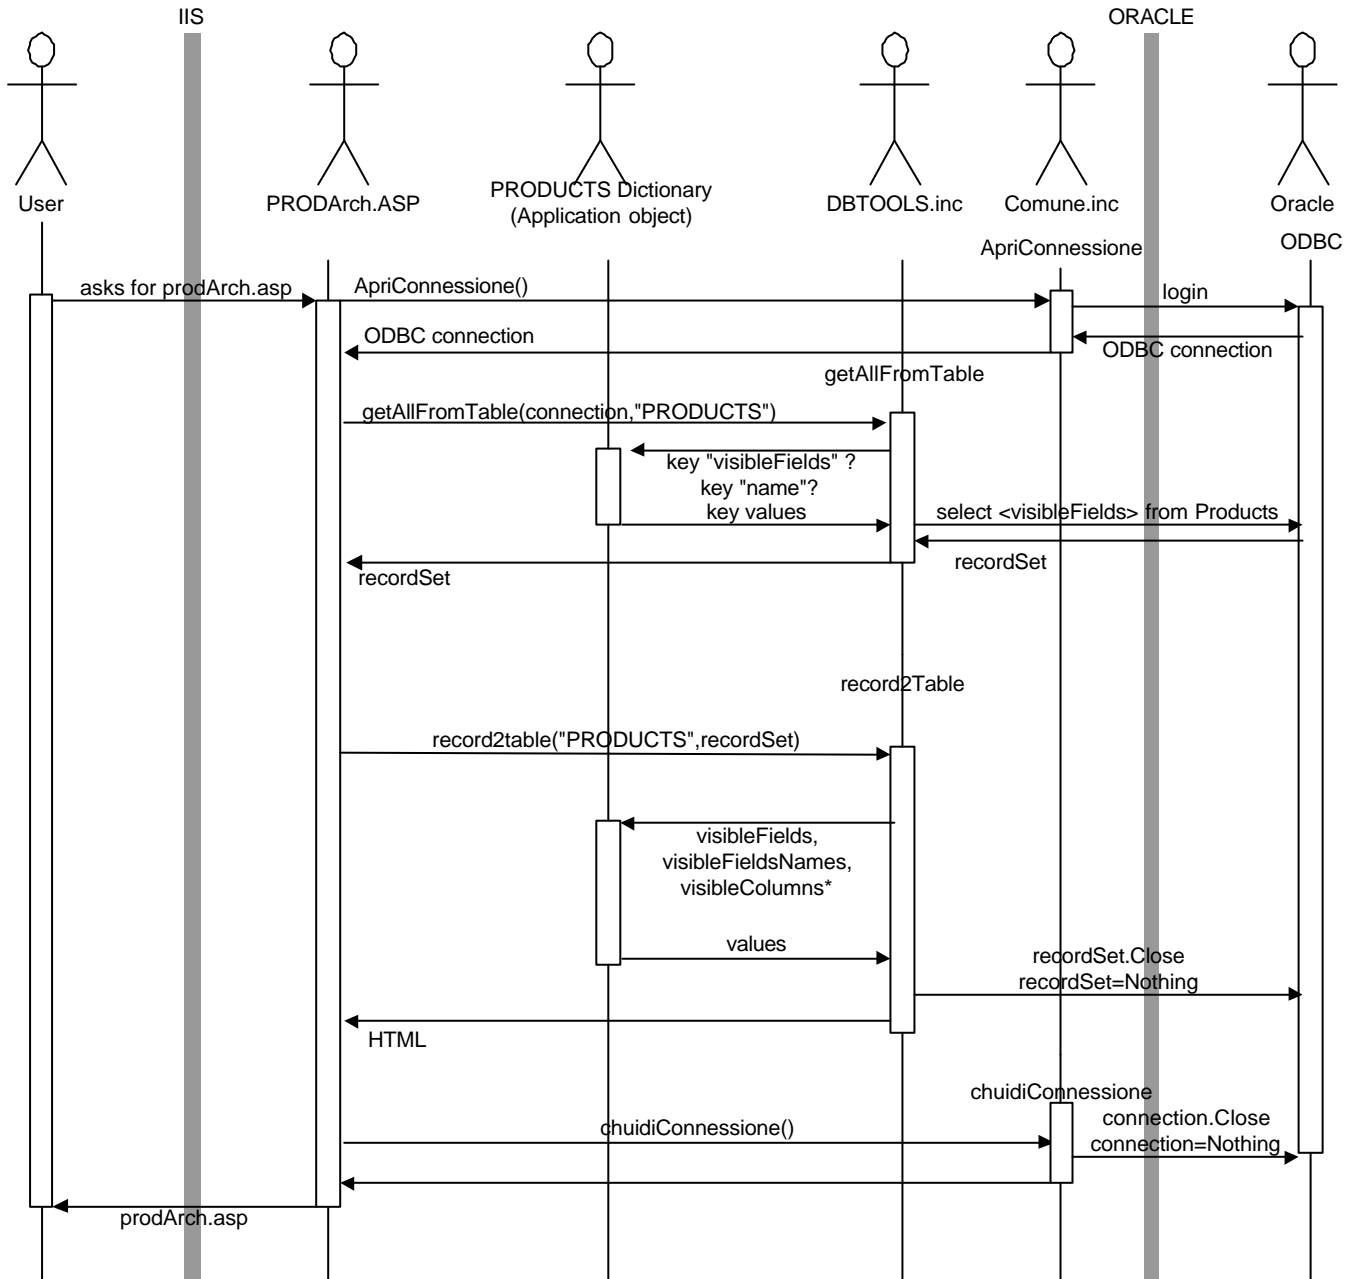 IIS
ORACLE
User
PRODArch.ASP
PRODUCTS Dictionary
(Application object)
DBTOOLS.inc
Comune.inc
Oracle
ODBC
ApriConnessione
asks for prodArch.asp
ApriConnessione()
login
ODBC connection
ODBC connection
getAllFromTable
getAllFromTable(connection,"PRODUCTS")
key "visibleFields" ?
key "name"?
key values
select <visibleFields> from Products
recordSet
recordSet
record2Table
record2table("PRODUCTS",recordSet)
visibleFields,
visibleFieldsNames,
visibleColumns*
values
recordSet.Close
recordSet=Nothing
HTML
chuidiConnessione
connection.Close
connection=Nothing
chuidiConnessione()
prodArch.asp